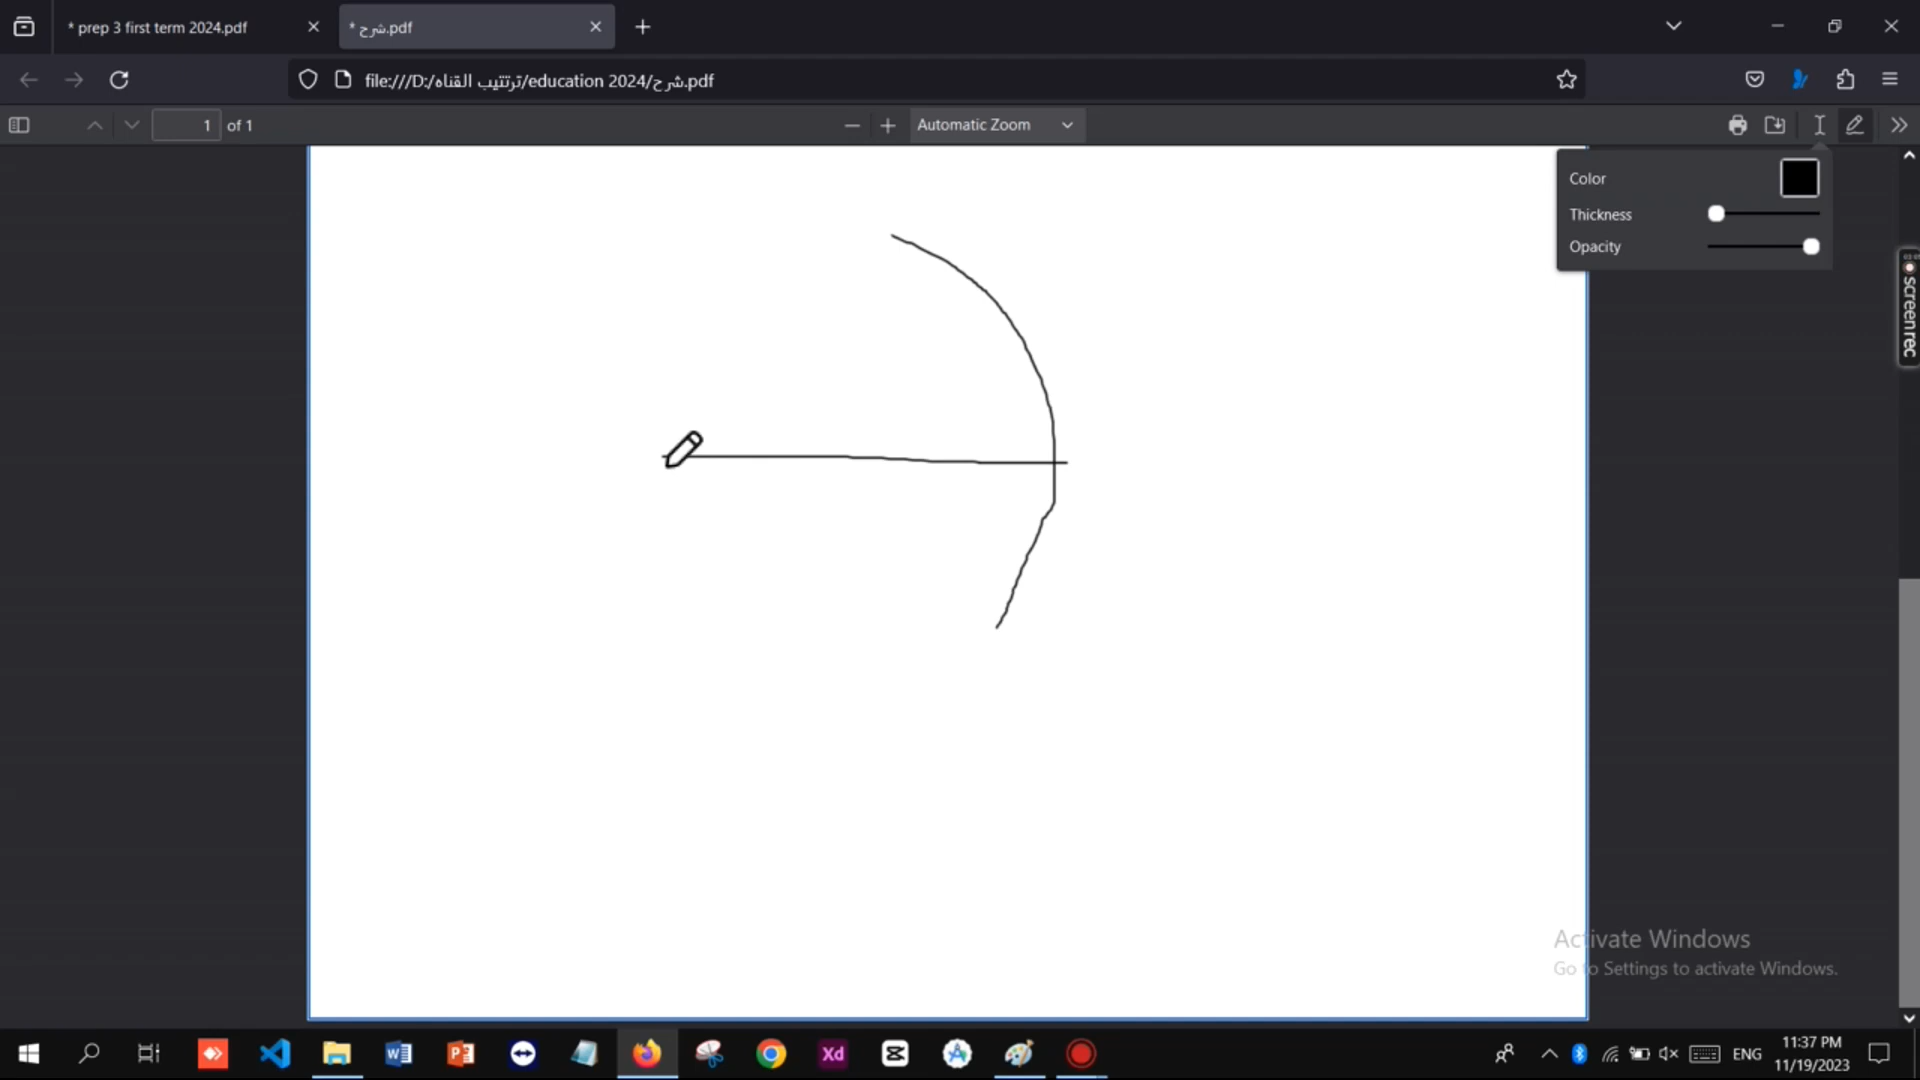 * prep 3 first term 2024.pdf
* شرح.pdf
file:///D:/ترتتيب القناه/education 2024/شرح.pdf
1 of 1
Automatic Zoom
Color
Thickness
Opacity
screenrec
Activate Windows
Go to Settings to activate Windows.
Xd
ENG
11:37 PM
11/19/2023